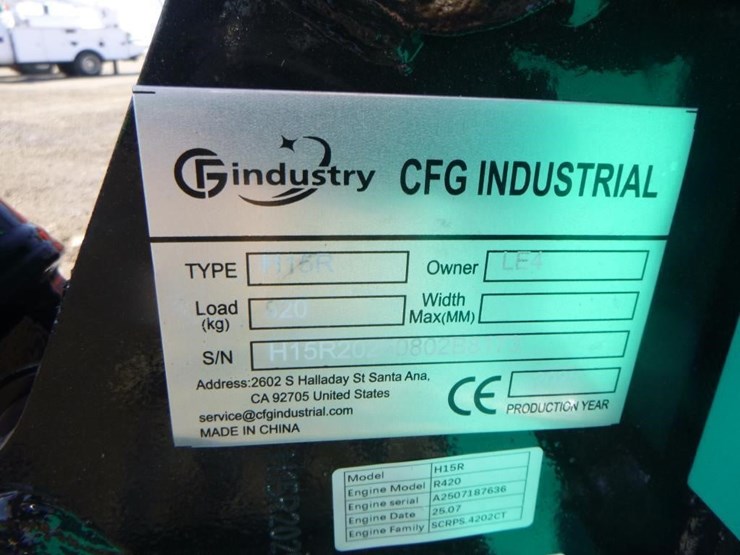 CFG industry CFG INDUSTRIAL
TYPE H15R Owner LE4
Load (kg) Width Max(MM)
S/N
Address:2602 S Halladay St Santa Ana,
CA 92705 United States
service@cfgindustrial.com
MADE IN CHINA
CE PRODUCTION YEAR
Model H15R
Engine Model R420
Engine serial A2507187636
Engine Date 25.07
Engine Family SCRPS.4202CT